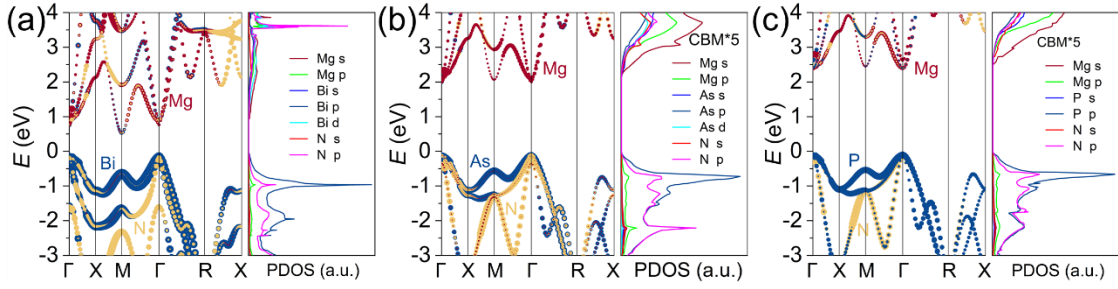 (a)
E (eV)
4
3
2
1
0
-1
-2
-3
Mg
Bi
N
Γ X M Γ R X
Mg s
Mg p
Bi s
Bi p
Bi d
N s
N p
PDOS (a.u.)
(b)
E (eV)
4
3
2
1
0
-1
-2
-3
Mg
As
N
Γ X M Γ R X
CBM*5
Mg s
Mg p
As s
As p
As d
N s
N p
PDOS (a.u.)
(c)
E (eV)
4
3
2
1
0
-1
-2
-3
Mg
P
N
Γ X M Γ R X
CBM*5
Mg s
Mg p
P s
P p
N s
N p
PDOS (a.u.)